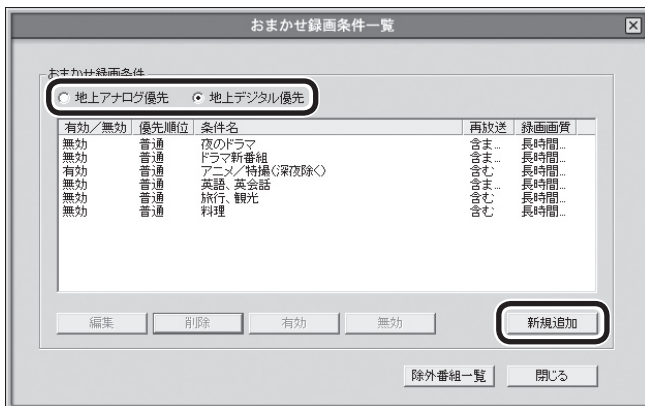 おまかせ録画条件一覧
おまかせ録画条件
地上アナログ優先 地上デジタル優先
有効／無効 優先順位 条件名 再放送 録画画質
無効 普通 夜のドラマ 含ま... 長時間...
無効 普通 ドラマ新番組 含ま... 長時間...
有効 普通 アニメ／特撮(深夜除く) 含む 長時間...
無効 普通 英語、英会話 含ま... 長時間...
無効 普通 旅行、観光 含む 長時間...
無効 普通 料理 含む 長時間...
編集 削除 有効 無効 新規追加
除外番組一覧 閉じる